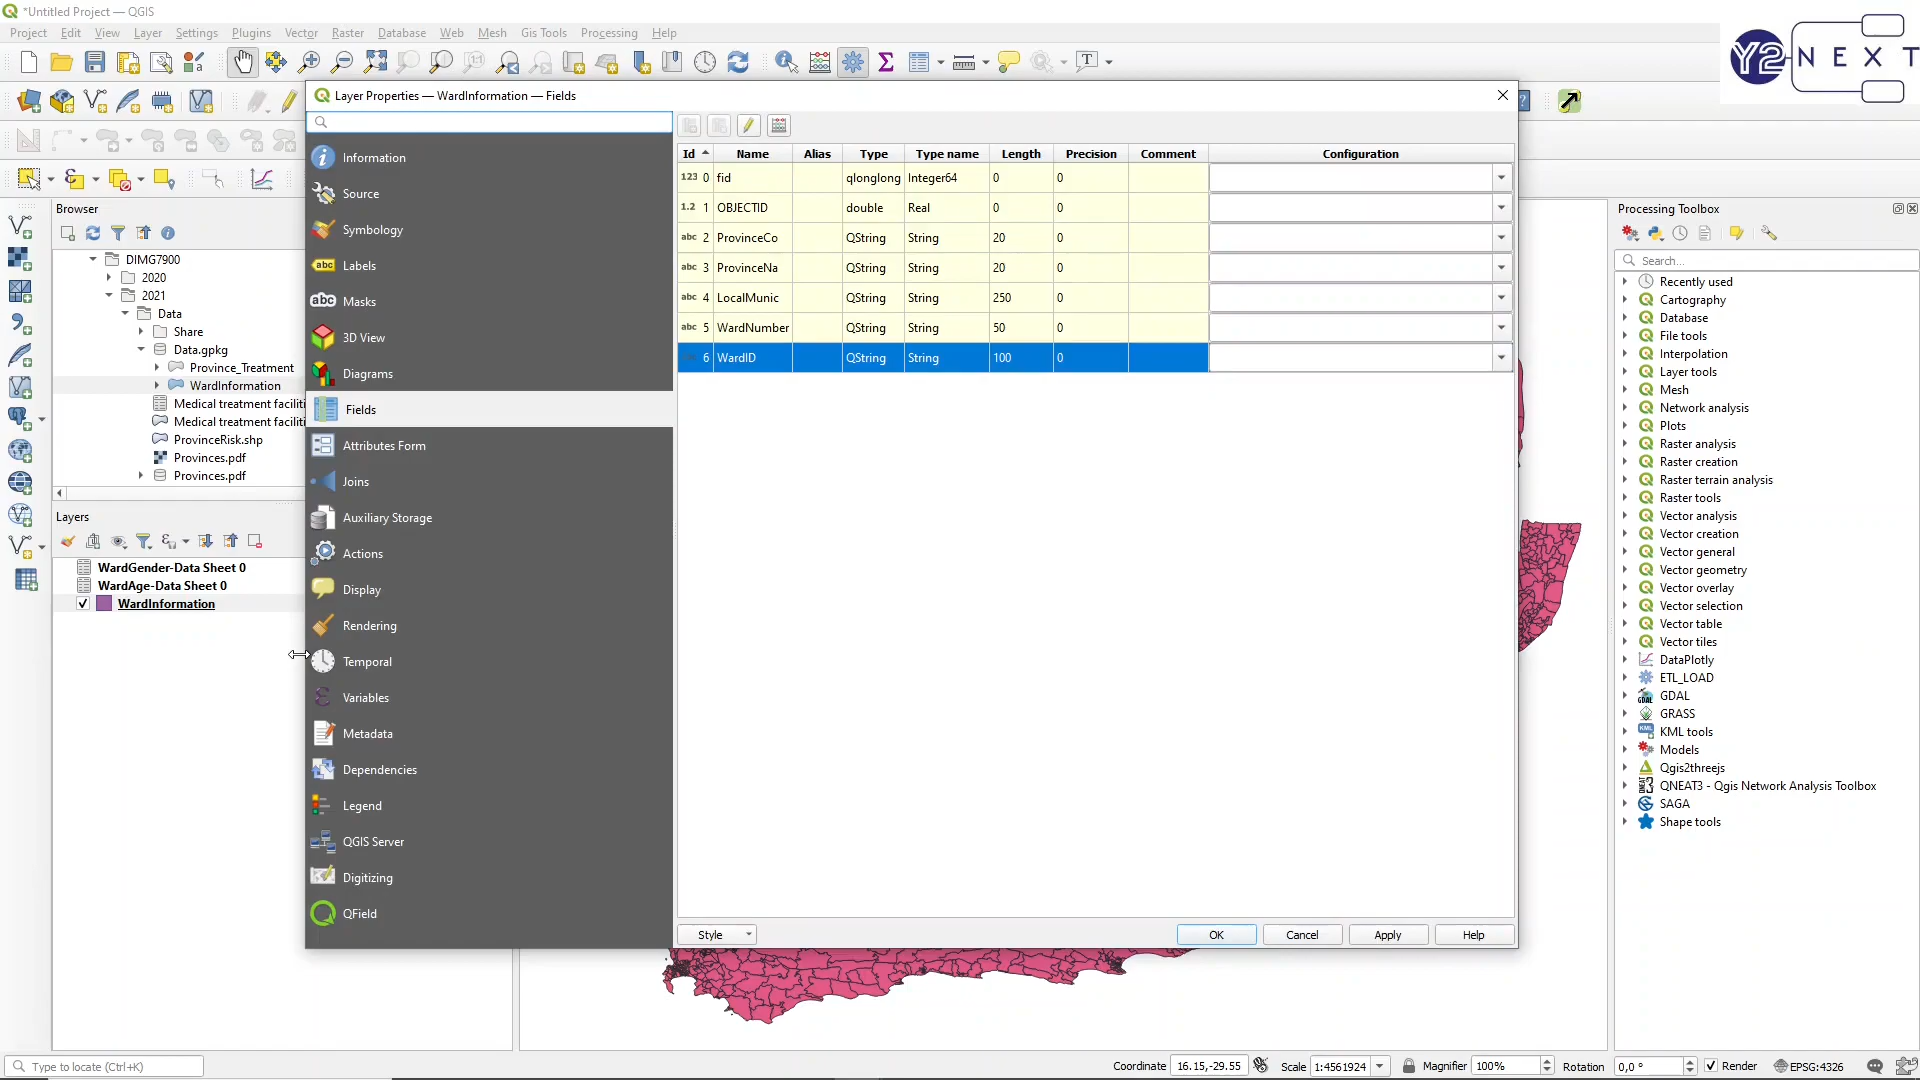 *Untitled Project — QGIS
Project Edit View Layer Settings Plugins Vector Raster Database Web Mesh Gis Tools Processing Help
Y2 NEXT
Layer Properties — WardInformation — Fields
Information
Source
Symbology
Labels
Masks
3D View
Diagrams
Fields
Attributes Form
Joins
Auxiliary Storage
Actions
Display
Rendering
Temporal
Variables
Metadata
Dependencies
Legend
QGIS Server
Digitizing
QField
Id Name Alias Type Type name Length Precision Comment Configuration
123 0 fid qlonglong Integer64 0 0
1.2 1 OBJECTID double Real 0 0
abc 2 ProvinceCo QString String 20 0
abc 3 ProvinceNa QString String 20 0
abc 4 LocalMunic QString String 250 0
abc 5 WardNumber QString String 50 0
6 WardID QString String 100 0
Style OK Cancel Apply Help
Browser
DIMG7900
2020
2021
Data
Share
Data.gpkg
Province_Treatment
WardInformation
Medical treatment faciliti
Medical treatment faciliti
ProvinceRisk.shp
Provinces.pdf
Provinces.pdf
Layers
WardGender-Data Sheet 0
WardAge-Data Sheet 0
WardInformation
Processing Toolbox
Search...
Recently used
Cartography
Database
File tools
Interpolation
Layer tools
Mesh
Network analysis
Plots
Raster analysis
Raster creation
Raster terrain analysis
Raster tools
Vector analysis
Vector creation
Vector general
Vector geometry
Vector overlay
Vector selection
Vector table
Vector tiles
DataPlotly
ETL_LOAD
GDAL
GRASS
KML tools
Models
Qgis2threejs
QNEAT3 - Qgis Network Analysis Toolbox
SAGA
Shape tools
Type to locate (Ctrl+K) Coordinate 16.15,-29.55 Scale 1:4561924 Magnifier 100% Rotation 0,0 ° Render EPSG:4326